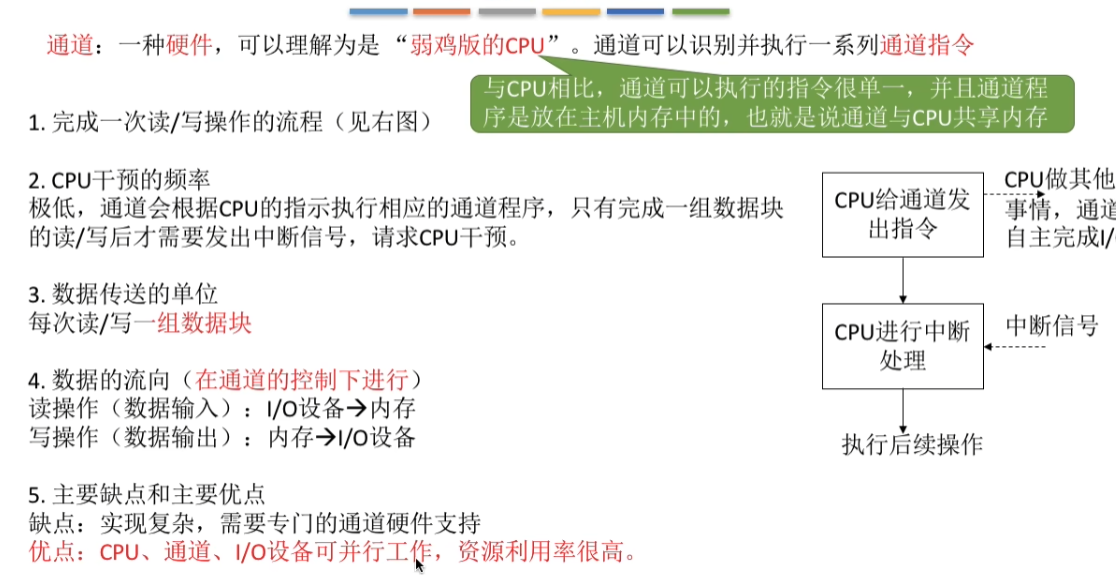 通道：一种硬件，可以理解为是“弱鸡版的CPU”。通道可以识别并执行一系列通道指令
与CPU相比，通道可以执行的指令很单一，并且通道程
序是放在主机内存中的，也就是说通道与CPU共享内存
1. 完成一次读/写操作的流程（见右图）
2. CPU干预的频率
极低，通道会根据CPU的指示执行相应的通道程序，只有完成一组数据块
的读/写后才需要发出中断信号，请求CPU干预。
3. 数据传送的单位
每次读/写一组数据块
4. 数据的流向（在通道的控制下进行）
读操作（数据输入）：I/O设备→内存
写操作（数据输出）：内存→I/O设备
5. 主要缺点和主要优点
缺点：实现复杂，需要专门的通道硬件支持
优点：CPU、通道、I/O设备可并行工作，资源利用率很高。
CPU给通道发
出指令
CPU做其他
事情，通道
自主完成I/
CPU进行中断
处理
中断信号
执行后续操作